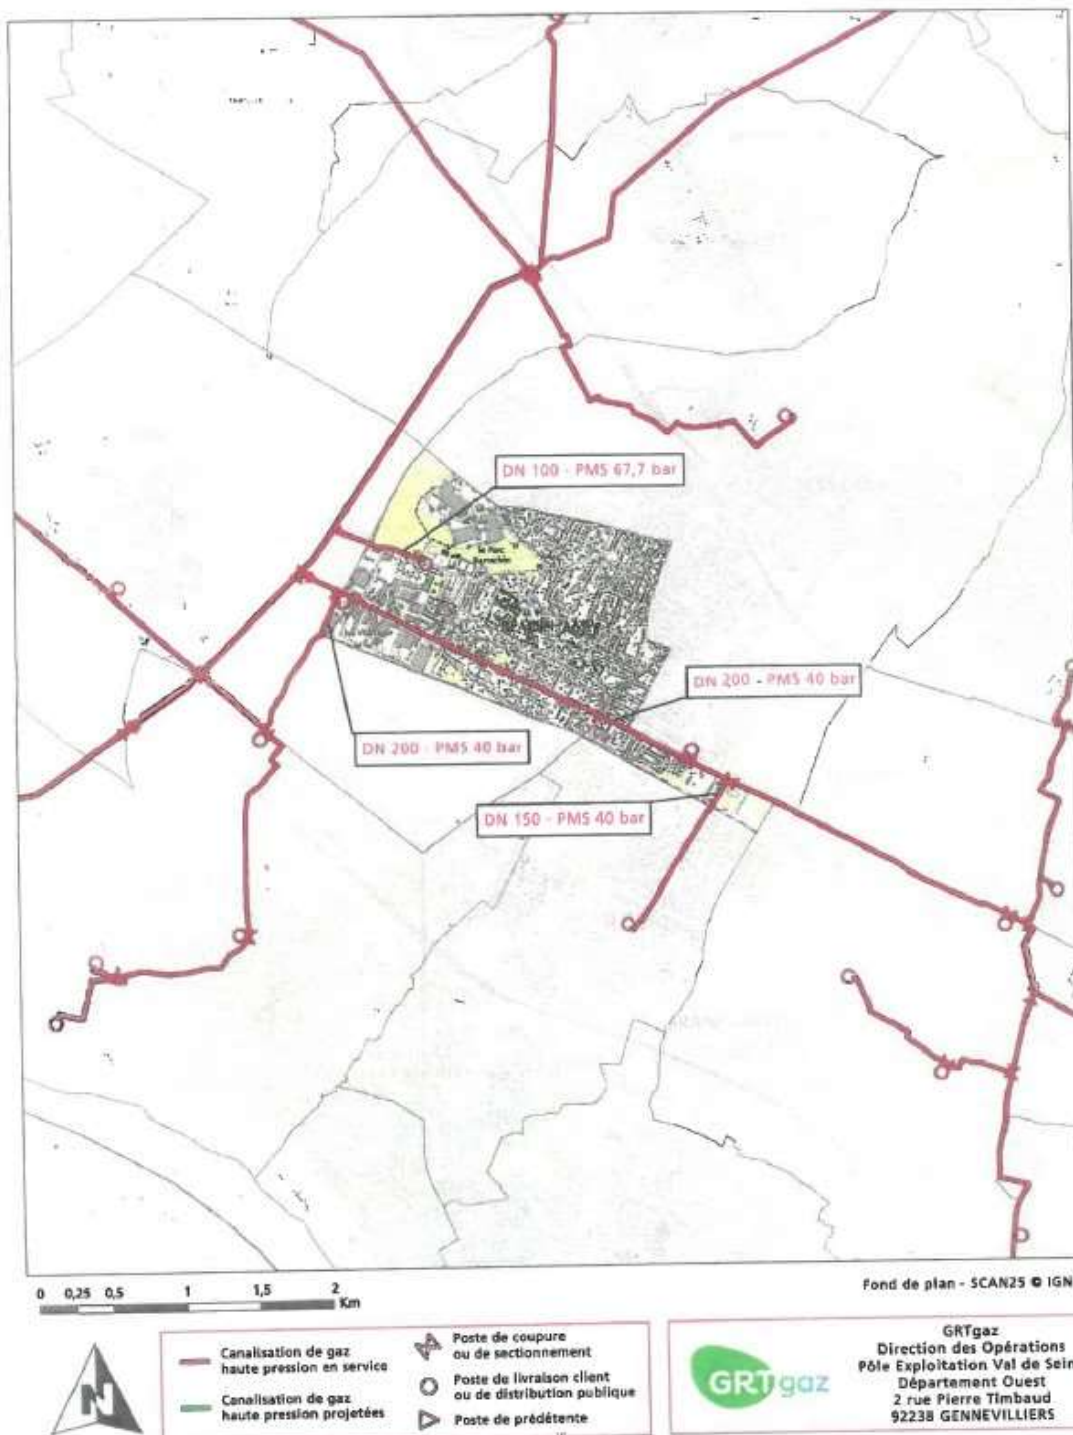 DN 100 - PMS 67,7 bar
le Parc
DN 200 - PMS 40 bar
DN 200 - PMS 40 bar
DN 150 - PMS 40 bar
0 0,25 0,5 1 1,5 2
Km
Fond de plan - SCAN25 © IGN
Canalisation de gaz
haute pression en service
Canalisation de gaz
haute pression projetées
Poste de coupure
ou de sectionnement
Poste de livraison client
ou de distribution publique
Poste de prédétente
N
GRTgaz
GRTgaz
Direction des Opérations
Pôle Exploitation Val de Seine
Département Ouest
2 rue Pierre Timbaud
92238 GENNEVILLIERS